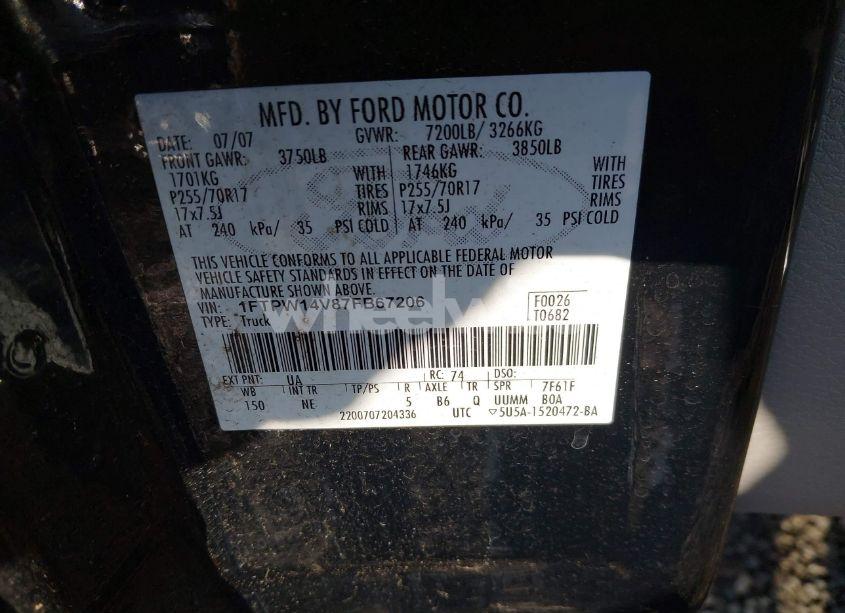 MFD. BY FORD MOTOR CO.
DATE: 07/07 GVWR: 7200LB/ 3266KG
FRONT GAWR: 3750LB REAR GAWR: 3850LB
1701KG WITH 1746KG WITH
P255/70R17 TIRES P255/70R17 TIRES
17x7.5J RIMS 17x7.5J RIMS
AT 240 kPa/ 35 PSI COLD AT 240 kPa/ 35 PSI COLD
THIS VEHICLE CONFORMS TO ALL APPLICABLE FEDERAL MOTOR
VEHICLE SAFETY STANDARDS IN EFFECT ON THE DATE OF
MANUFACTURE SHOWN ABOVE.
VIN: 1FTPW14V87FB67206 F0026
TYPE: Truck T0682
EXT PNT: UA RC: 74 DSO:
WB INT TR TP/PS R AXLE TR SPR 7F61F
150 NE 5 B6 Q UUMM BOA
2200707204336 UTC ▽5U5A-1520472-BA